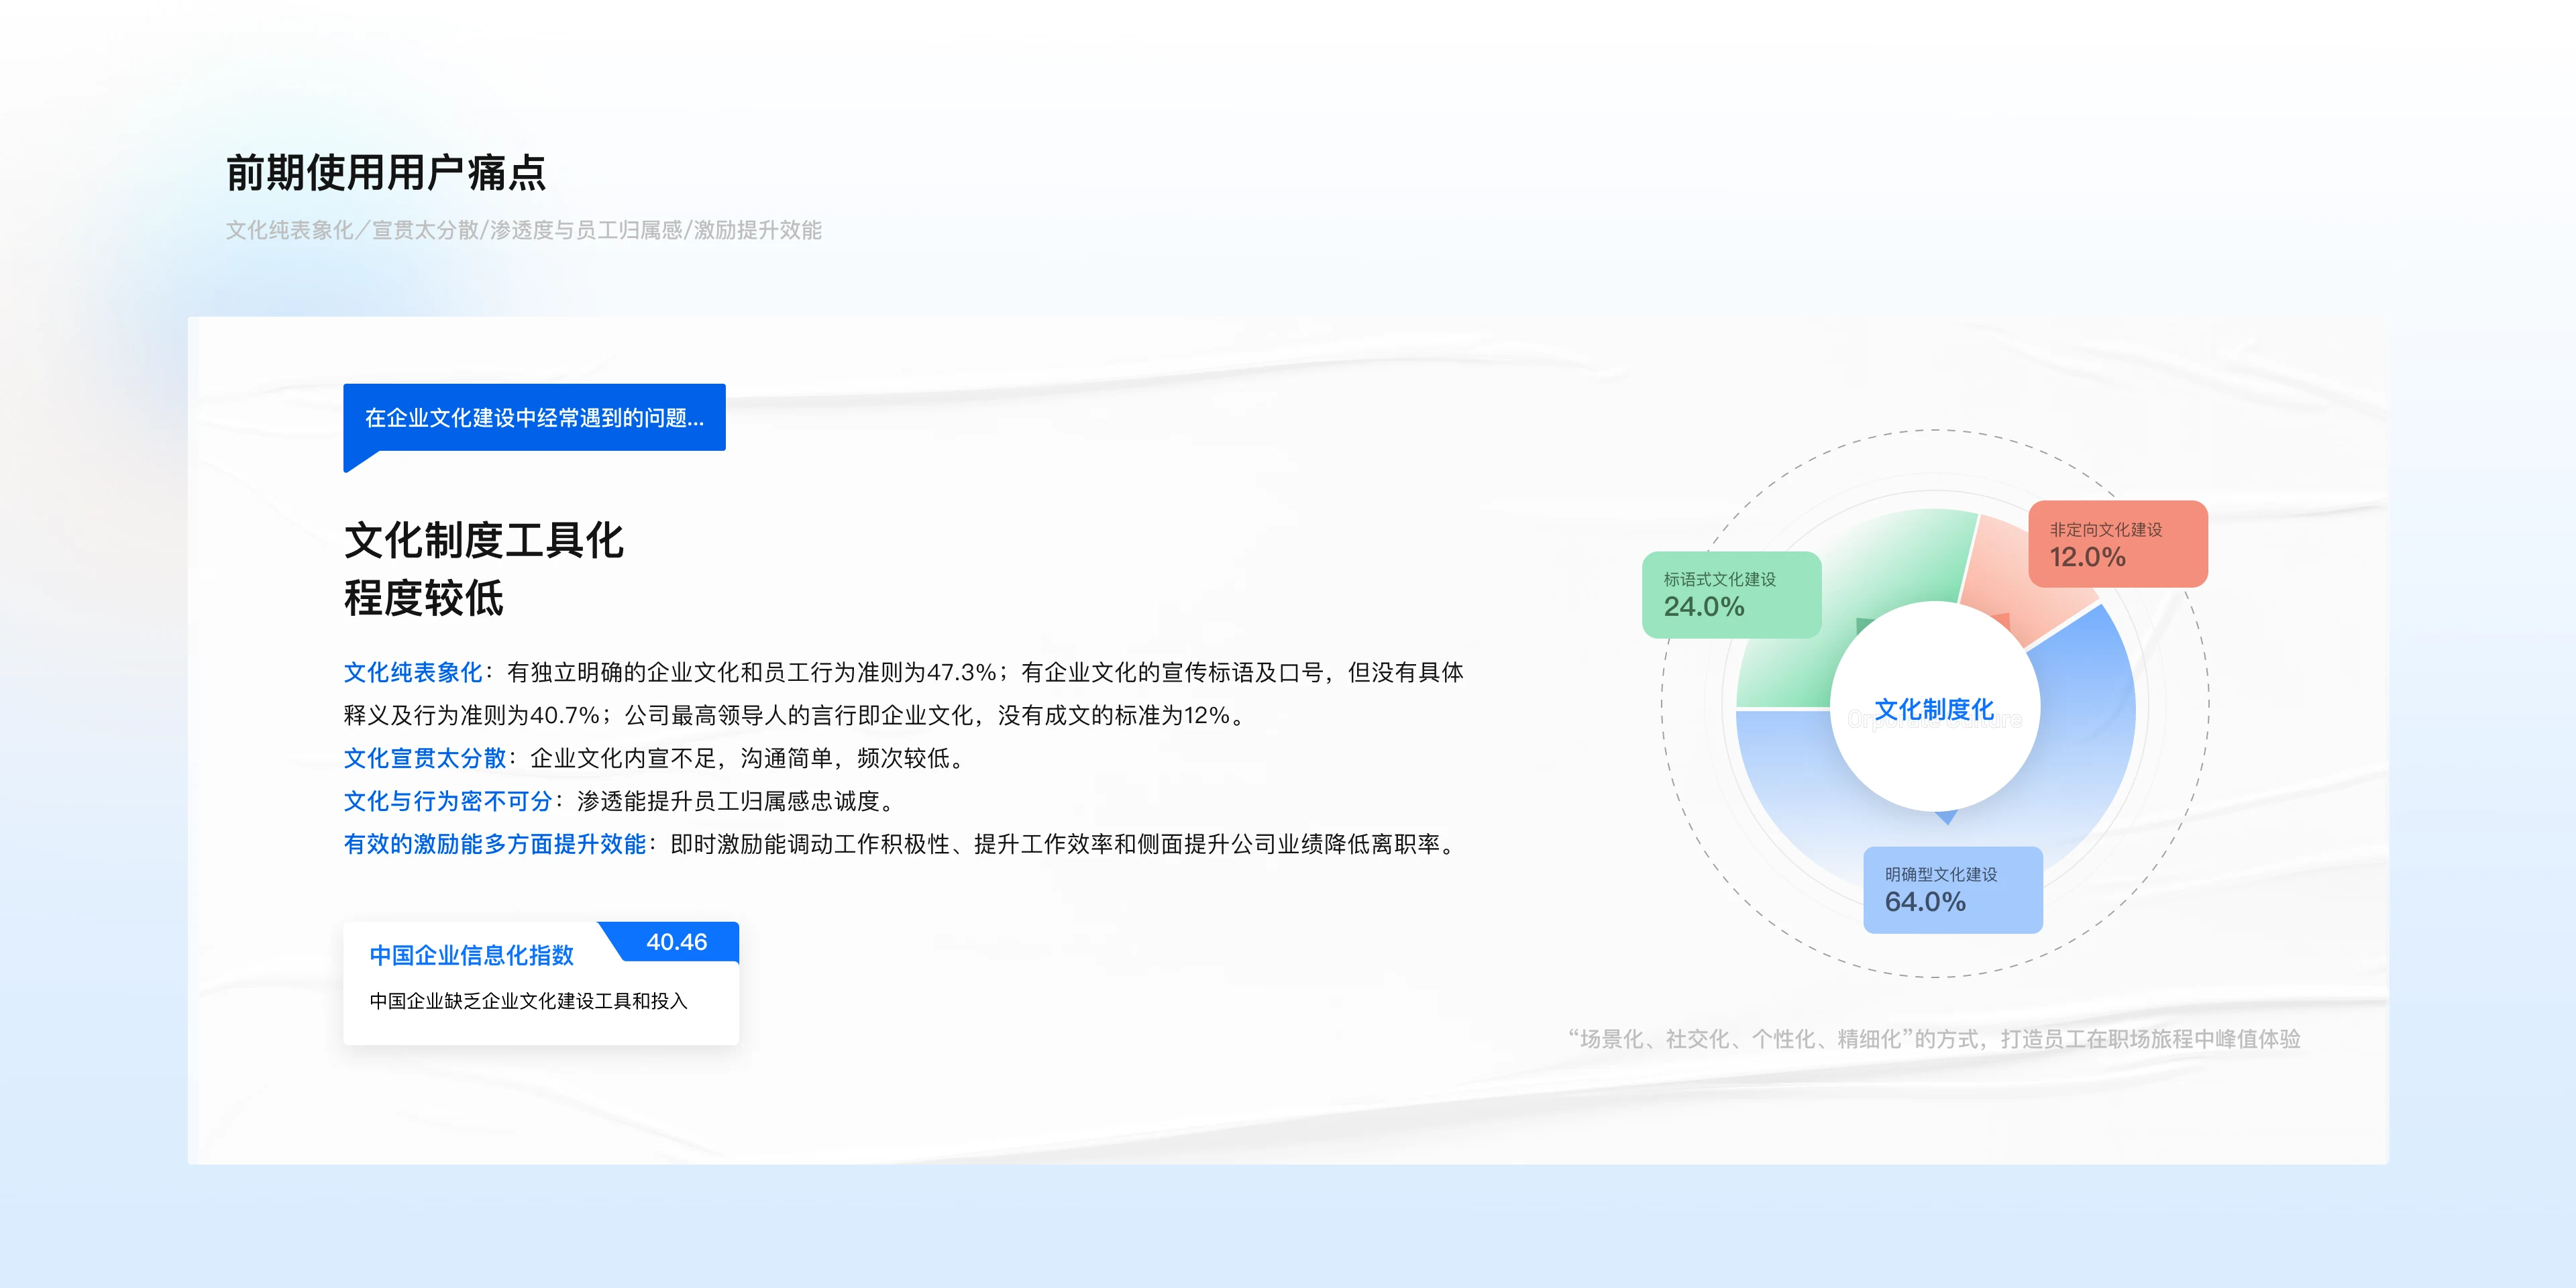 前期使用用户痛点
文化纯表象化/宣贯太分散/渗透度与员工归属感/激励提升效能
在企业文化建设中经常遇到的问题...
文化制度工具化
程度较低
文化纯表象化：有独立明确的企业文化和员工行为准则为47.3%；有企业文化的宣传标语及口号，但没有具体
释义及行为准则为40.7%；公司最高领导人的言行即企业文化，没有成文的标准为12%。
文化宣贯太分散：企业文化内宣不足，沟通简单，频次较低。
文化与行为密不可分：渗透能提升员工归属感忠诚度。
有效的激励能多方面提升效能：即时激励能调动工作积极性、提升工作效率和侧面提升公司业绩降低离职率。
中国企业信息化指数
40.46
中国企业缺乏企业文化建设工具和投入
非定向文化建设
12.0%
标语式文化建设
24.0%
文化制度化
明确型文化建设
64.0%
“场景化、社交化、个性化、精细化”的方式，打造员工在职场旅程中峰值体验